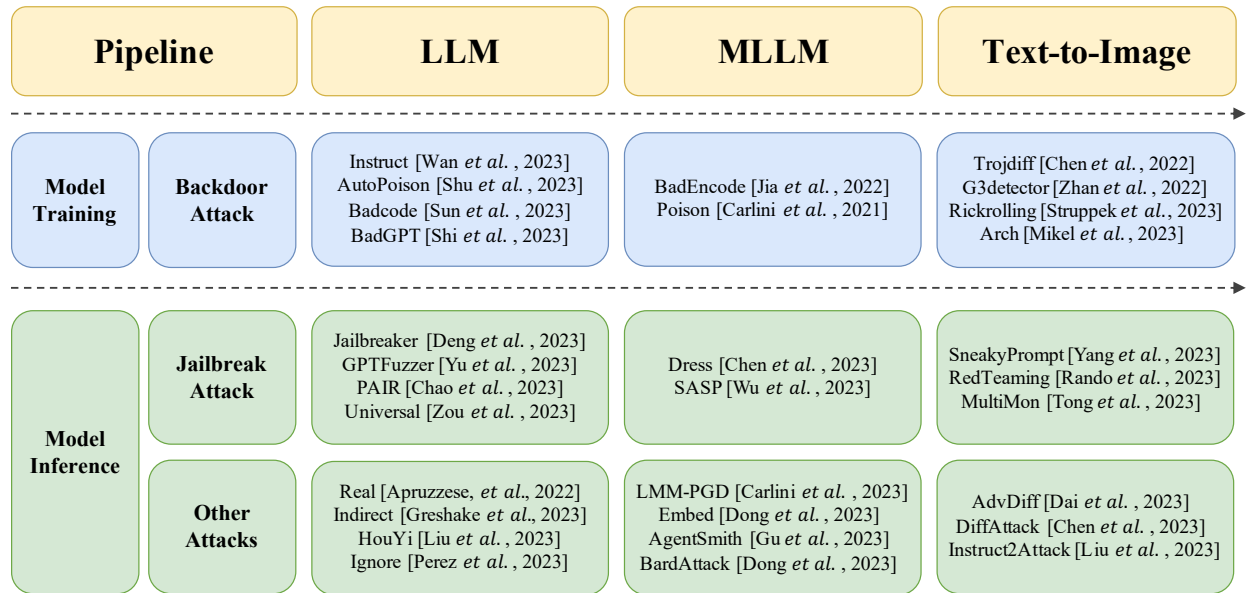 Pipeline
LLM
MLLM
Text-to-Image
Model
Training
Backdoor
Attack
Instruct [Wan et al. , 2023]
AutoPoison [Shu et al. , 2023]
Badcode [Sun et al. , 2023]
BadGPT [Shi et al. , 2023]
BadEncode [Jia et al. , 2022]
Poison [Carlini et al. , 2021]
Trojdiff [Chen et al. , 2022]
G3detector [Zhan et al. , 2022]
Rickrolling [Struppek et al. , 2023]
Arch [Mikel et al. , 2023]
Model
Inference
Jailbreak
Attack
Jailbreaker [Deng et al. , 2023]
GPTFuzzer [Yu et al. , 2023]
PAIR [Chao et al. , 2023]
Universal [Zou et al. , 2023]
Dress [Chen et al. , 2023]
SASP [Wu et al. , 2023]
SneakyPrompt [Yang et al. , 2023]
RedTeaming [Rando et al. , 2023]
MultiMon [Tong et al. , 2023]
Other
Attacks
Real [Apruzzese, et al., 2022]
Indirect [Greshake et al., 2023]
HouYi [Liu et al. , 2023]
Ignore [Perez et al. , 2023]
LMM-PGD [Carlini et al. , 2023]
Embed [Dong et al. , 2023]
AgentSmith [Gu et al. , 2023]
BardAttack [Dong et al. , 2023]
AdvDiff [Dai et al. , 2023]
DiffAttack [Chen et al. , 2023]
Instruct2Attack [Liu et al. , 2023]